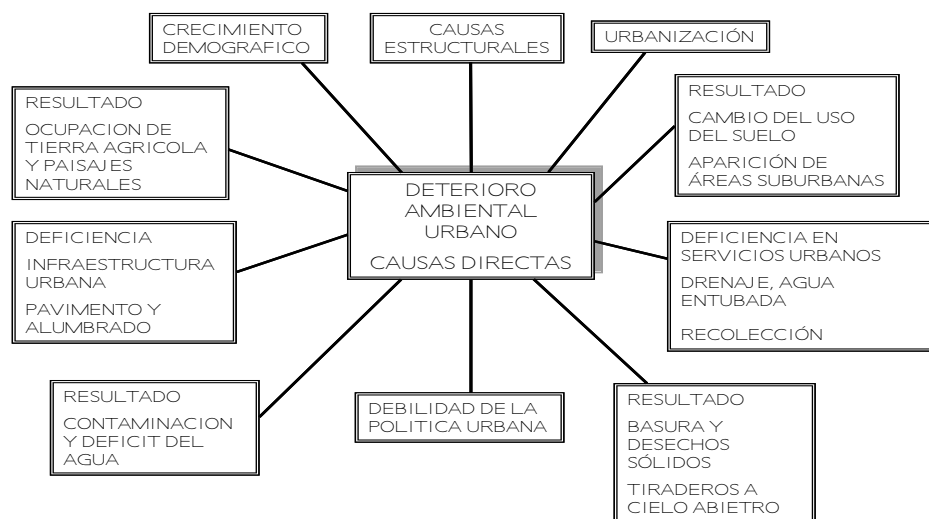 CRECIMIENTO
DEMOGRAFICO
CAUSAS
ESTRUCTURALES
URBANIZACIÓN
RESULTADO
OCUPACION DE
TIERRA AGRICOLA
Y PAISAJES
NATURALES
RESULTADO
CAMBIO DEL USO
DEL SUELO
APARICIÓN DE
ÁREAS SUBURBANAS
DETERIORO
AMBIENTAL
URBANO
CAUSAS DIRECTAS
DEFICIENCIA
INFRAESTRUCTURA
URBANA
PAVIMENTO Y
ALUMBRADO
DEFICIENCIA EN
SERVICIOS URBANOS
DRENAJE, AGUA
ENTUBADA
RECOLECCIÓN
RESULTADO
CONTAMINACION
Y DEFICIT DEL
AGUA
DEBILIDAD DE LA
POLITICA URBANA
RESULTADO
BASURA Y
DESECHOS
SÓLIDOS
TIRADEROS A
CIELO ABIETRO